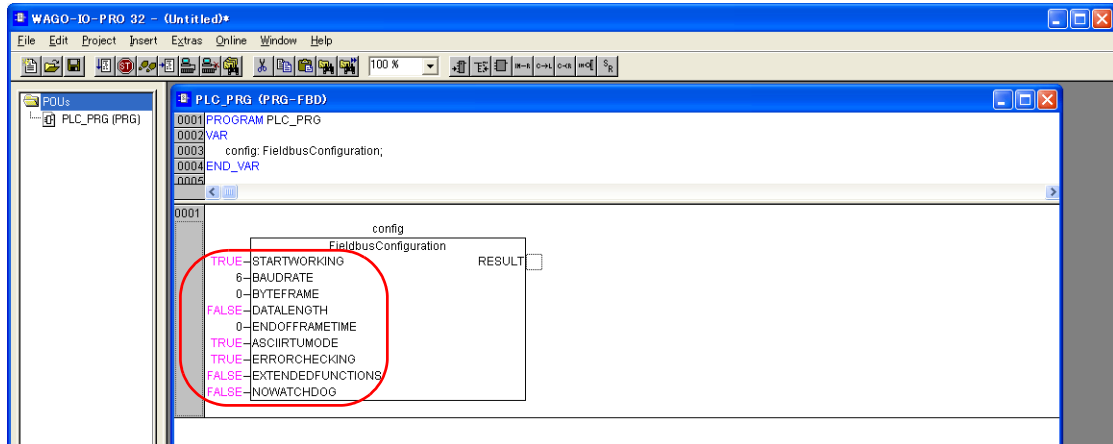 WAGO-IO-PRO 32 - (Untitled)*
File Edit Project Insert Extras Online Window Help
100 %
POUs
PLC_PRG (PRG)
PLC_PRG (PRG-FBD)
0001 PROGRAM PLC_PRG
0002 VAR
0003 config: FieldbusConfiguration;
0004 END_VAR
0005
0001
config
FieldbusConfiguration
TRUE STARTWORKING RESULT
6 BAUDRATE
0 BYTEFRAME
FALSE DATALENGTH
0 ENDOFFRAMETIME
TRUE ASCIIRTUMODE
TRUE ERRORCHECKING
FALSE EXTENDEDFUNCTIONS
FALSE NOWATCHDOG